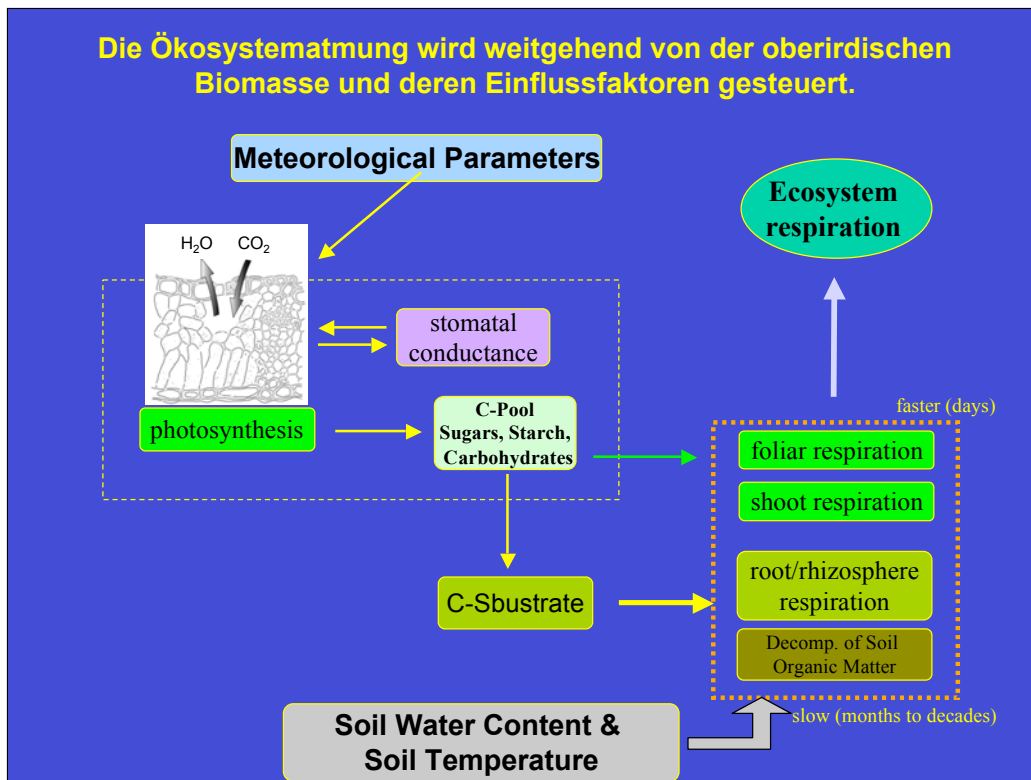 Die Ökosystematmung wird weitgehend von der oberirdischen
Biomasse und deren Einflussfaktoren gesteuert.
Meteorological Parameters
Ecosystem
respiration
H₂O CO₂
stomatal
conductance
photosynthesis
C-Pool
Sugars, Starch,
Carbohydrates
faster (days)
foliar respiration
shoot respiration
C-Sbustrate
root/rhizosphere
respiration
Decomp. of Soil
Organic Matter
slow (months to decades)
Soil Water Content &
Soil Temperature